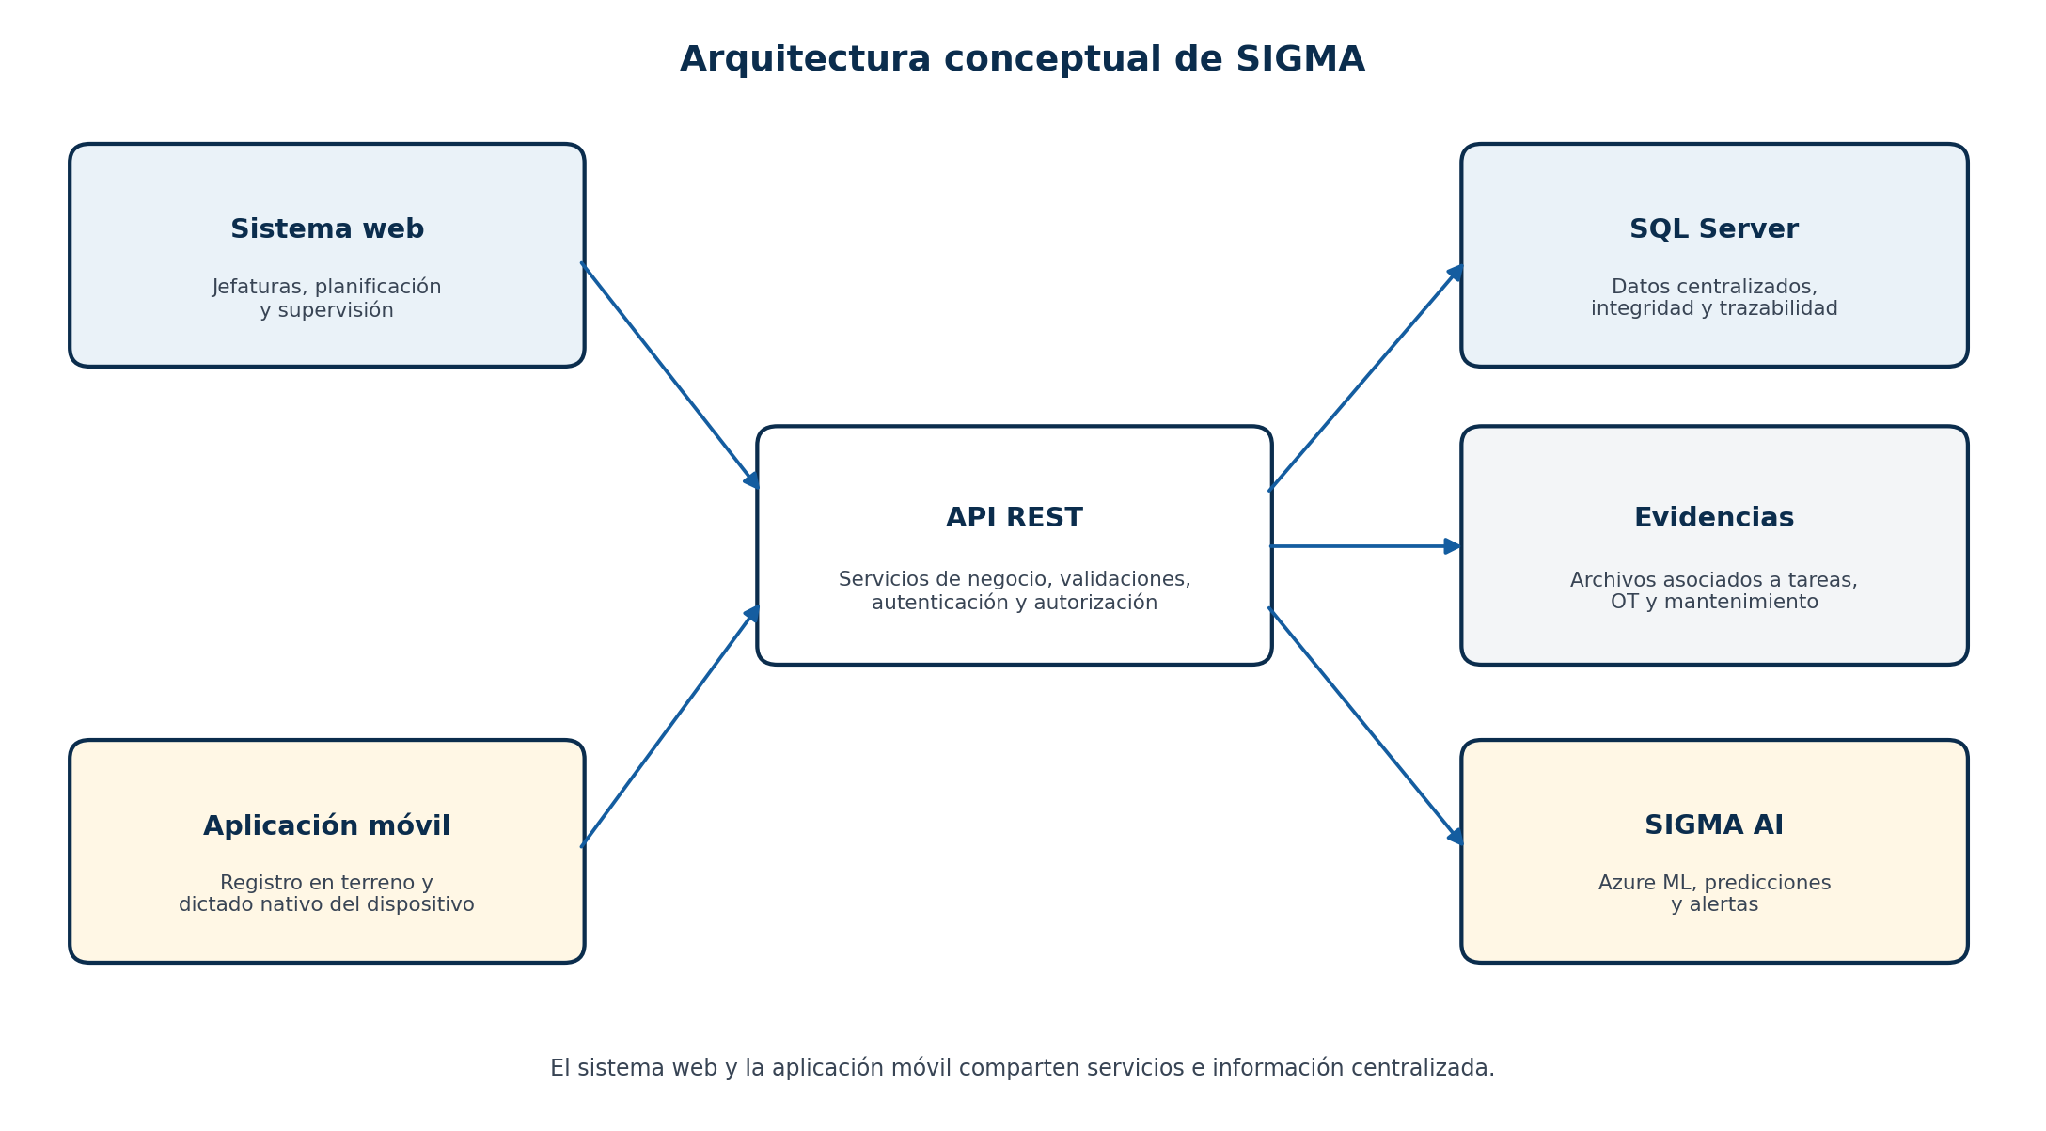 Arquitectura conceptual de SIGMA
Sistema web
Jefaturas, planificación
y supervisión
Aplicación móvil
Registro en terreno y
dictado nativo del dispositivo
API REST
Servicios de negocio, validaciones,
autenticación y autorización
SQL Server
Datos centralizados,
integridad y trazabilidad
Evidencias
Archivos asociados a tareas,
OT y mantenimiento
SIGMA AI
Azure ML, predicciones
y alertas
El sistema web y la aplicación móvil comparten servicios e información centralizada.